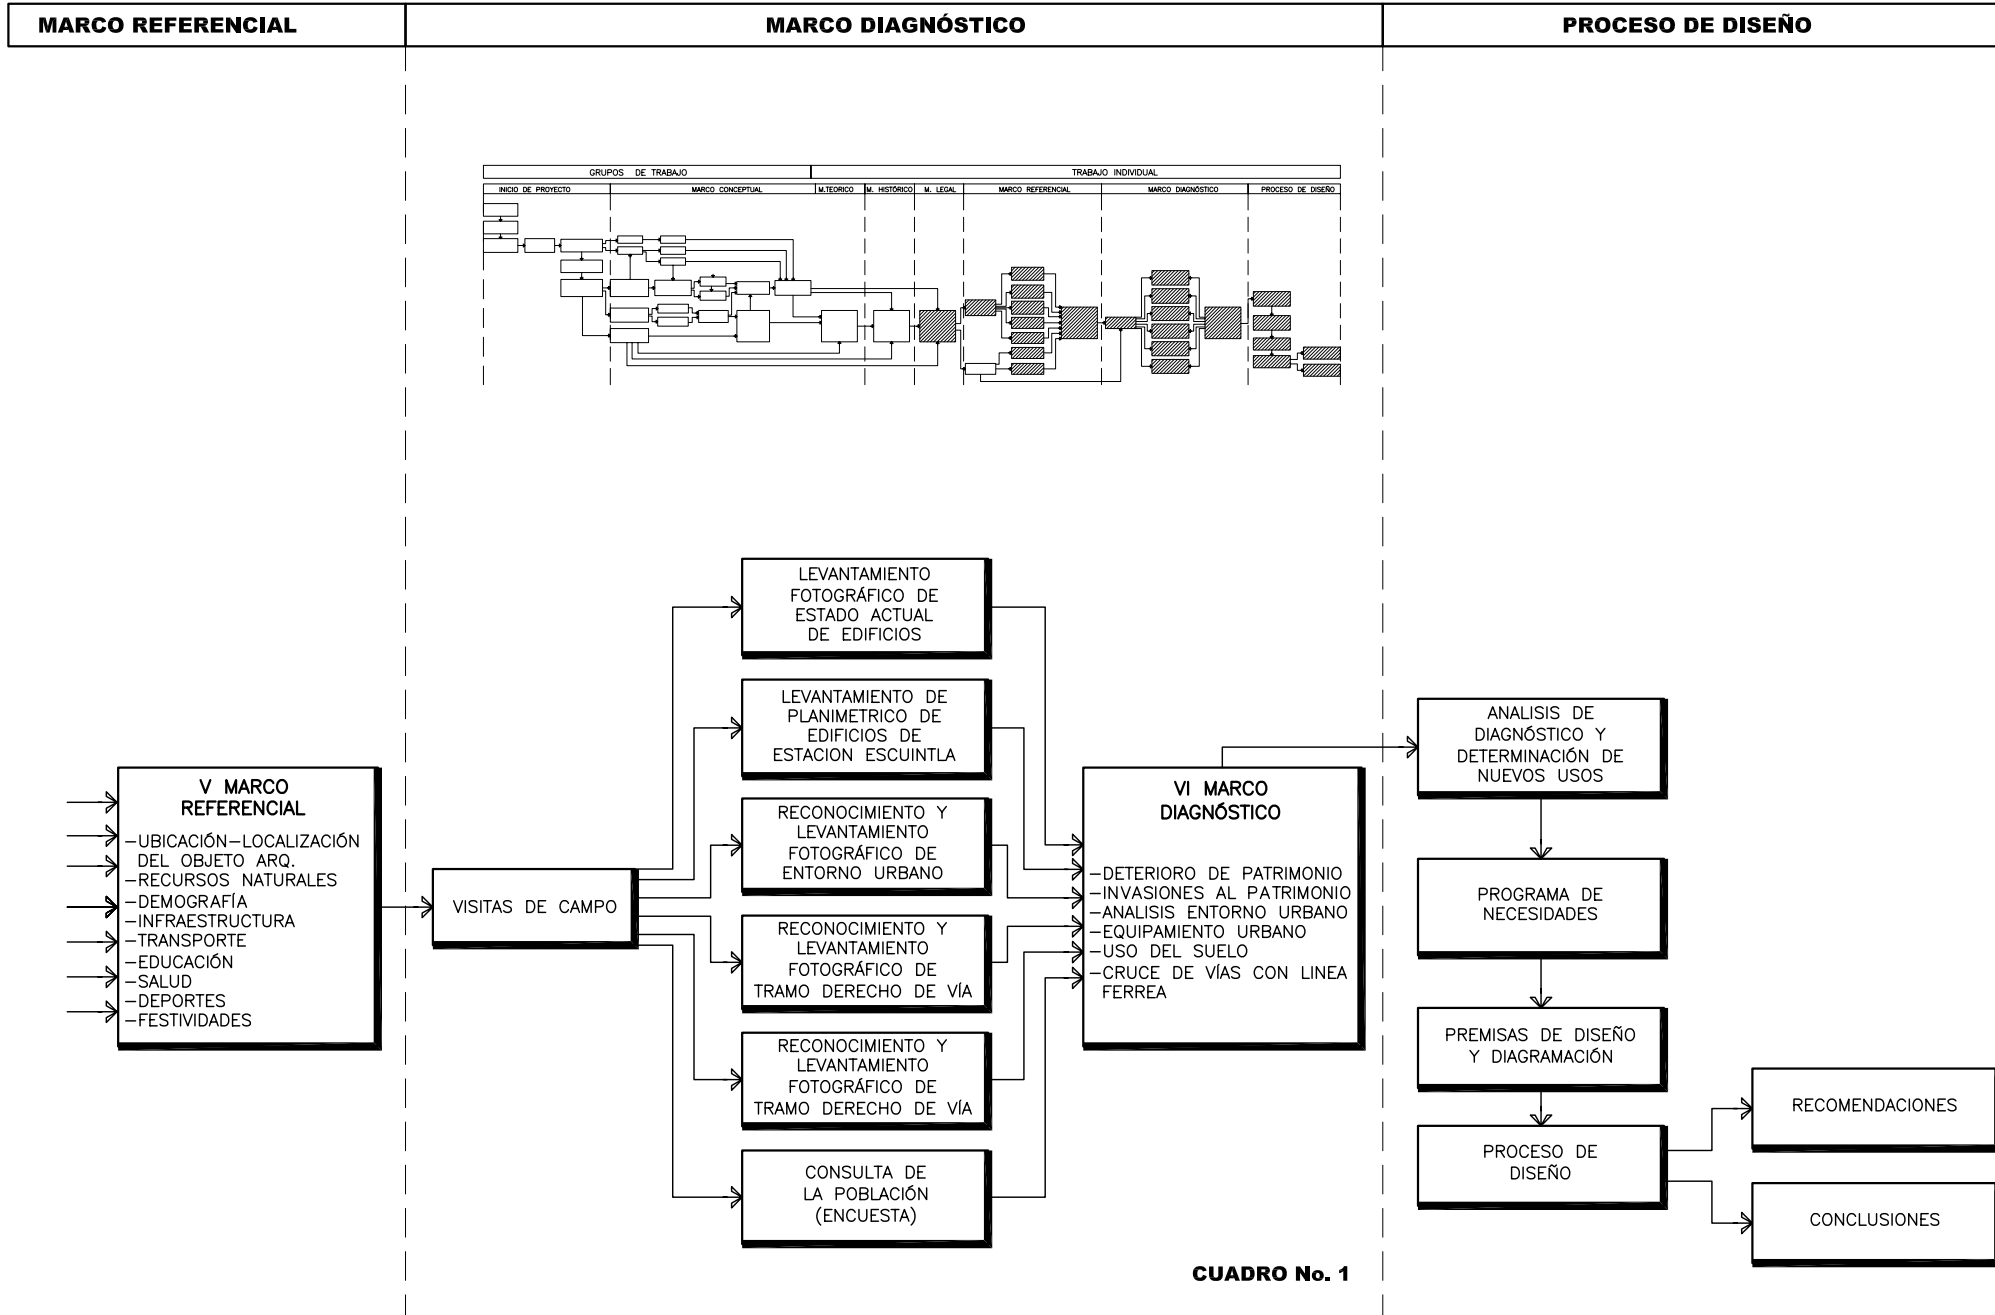 MARCO REFERENCIAL
MARCO DIAGNÓSTICO
PROCESO DE DISEÑO
GRUPOS DE TRABAJO
TRABAJO INDIVIDUAL
INICIO DE PROYECTO
MARCO CONCEPTUAL
M.TEORICO
M. HISTÓRICO
M. LEGAL
MARCO REFERENCIAL
MARCO DIAGNÓSTICO
PROCESO DE DISEÑO
V MARCO
REFERENCIAL
-UBICACIÓN-LOCALIZACIÓN
DEL OBJETO ARQ.
-RECURSOS NATURALES
-DEMOGRAFÍA
-INFRAESTRUCTURA
-TRANSPORTE
-EDUCACIÓN
-SALUD
-DEPORTES
-FESTIVIDADES
VISITAS DE CAMPO
LEVANTAMIENTO
FOTOGRÁFICO DE
ESTADO ACTUAL
DE EDIFICIOS
LEVANTAMIENTO DE
PLANIMETRICO DE
EDIFICIOS DE
ESTACION ESCUINTLA
RECONOCIMIENTO Y
LEVANTAMIENTO
FOTOGRÁFICO DE
ENTORNO URBANO
RECONOCIMIENTO Y
LEVANTAMIENTO
FOTOGRÁFICO DE
TRAMO DERECHO DE VÍA
RECONOCIMIENTO Y
LEVANTAMIENTO
FOTOGRÁFICO DE
TRAMO DERECHO DE VÍA
CONSULTA DE
LA POBLACIÓN
(ENCUESTA)
VI MARCO
DIAGNÓSTICO
-DETERIORO DE PATRIMONIO
-INVASIONES AL PATRIMONIO
-ANALISIS ENTORNO URBANO
-EQUIPAMIENTO URBANO
-USO DEL SUELO
-CRUCE DE VÍAS CON LINEA
FERREA
ANALISIS DE
DIAGNÓSTICO Y
DETERMINACIÓN DE
NUEVOS USOS
PROGRAMA DE
NECESIDADES
PREMISAS DE DISEÑO
Y DIAGRAMACIÓN
PROCESO DE
DISEÑO
RECOMENDACIONES
CONCLUSIONES
CUADRO No. 1